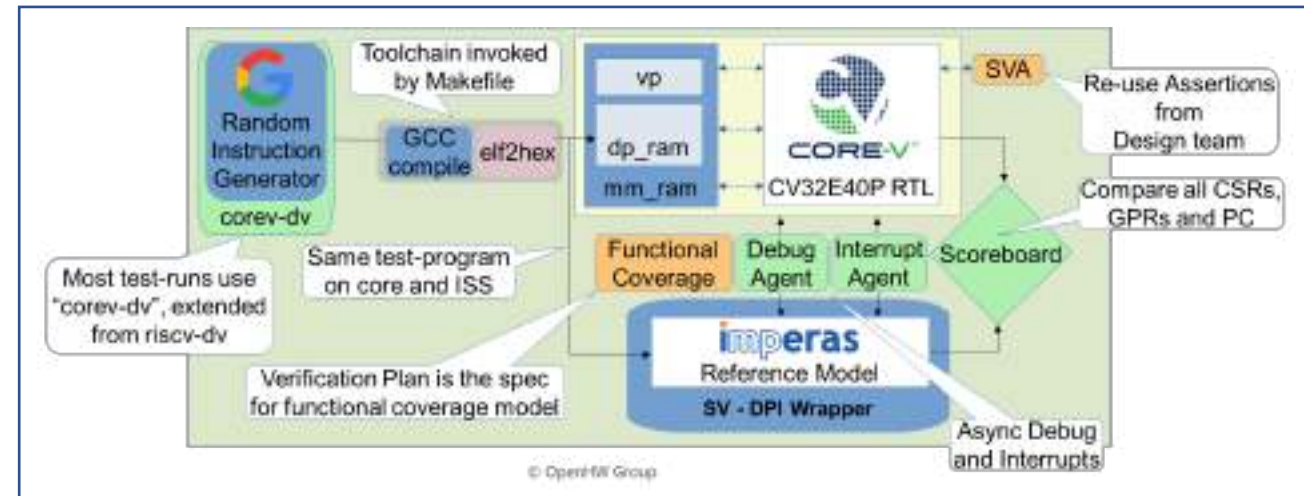 Toolchain invoked
by Makefile
Random
Instruction
Generator
corev-dv
GCC
compile
elf2hex
vp
dp_ram
mm_ram
CORE-V™
CV32E40P RTL
SVA
Re-use Assertions
from
Design team
Compare all CSRs,
GPRs and PC
Scoreboard
Most test-runs use
“corev-dv”, extended
from riscv-dv
Same test-program
on core and ISS
Functional
Coverage
Debug
Agent
Interrupt
Agent
Verification Plan is the spec
for functional coverage model
imperas
Reference Model
SV - DPI Wrapper
Async Debug
and Interrupts
© OpenHW Group